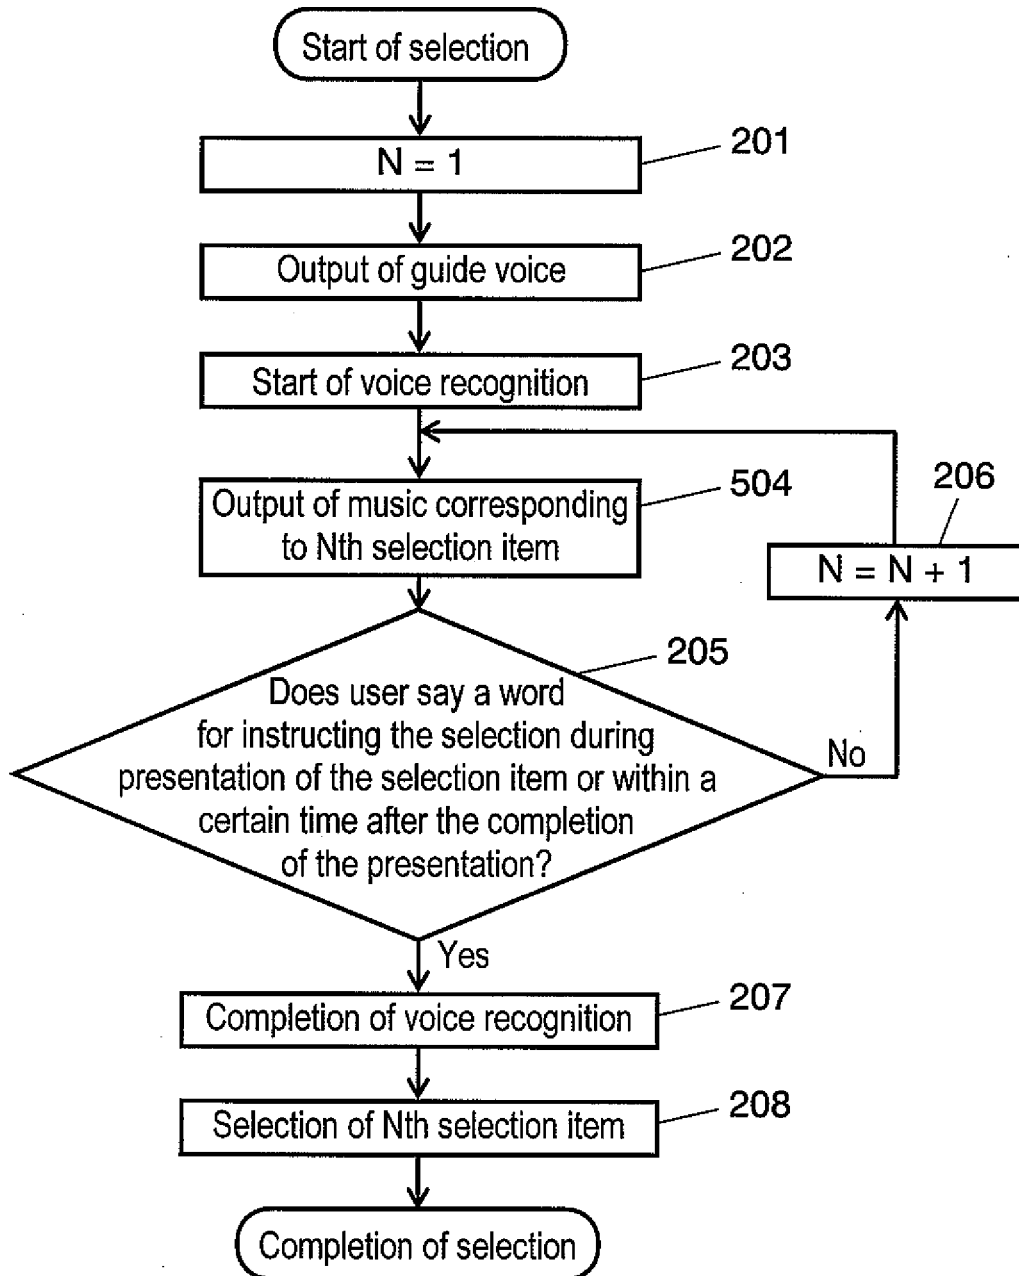 Start of selection
201
N = 1
202
Output of guide voice
203
Start of voice recognition
504
206
Output of music corresponding
to Nth selection item
N = N + 1
205
Does user say a word
for instructing the selection during
No
presentation of the selection item or within a
certain time after the completion
of the presentation?
Yes
207
Completion of voice recognition
208
Selection of Nth selection item
Completion of selection